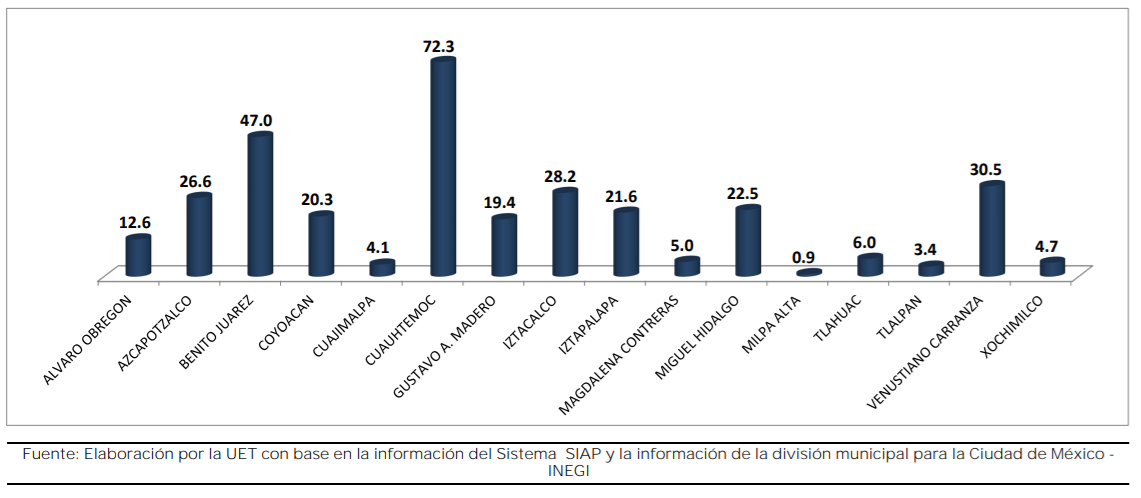 72.3
47.0
30.5
28.2
26.6
22.5
21.6
20.3
19.4
12.6
6.0
5.0
4.7
4.1
3.4
0.9
ALVARO OBREGON
AZCAPOTZALCO
BENITO JUAREZ
COYOACAN
CUAJIMALPA
CUAUHTEMOC
GUSTAVO A. MADERO
IZTACALCO
IZTAPALAPA
MAGDALENA CONTRERAS
MIGUEL HIDALGO
MILPA ALTA
TLAHUAC
TLALPAN
VENUSTIANO CARRANZA
XOCHIMILCO
Fuente: Elaboración por la UET con base en la información del Sistema SIAP y la información de la división municipal para la Ciudad de México -
INEGI